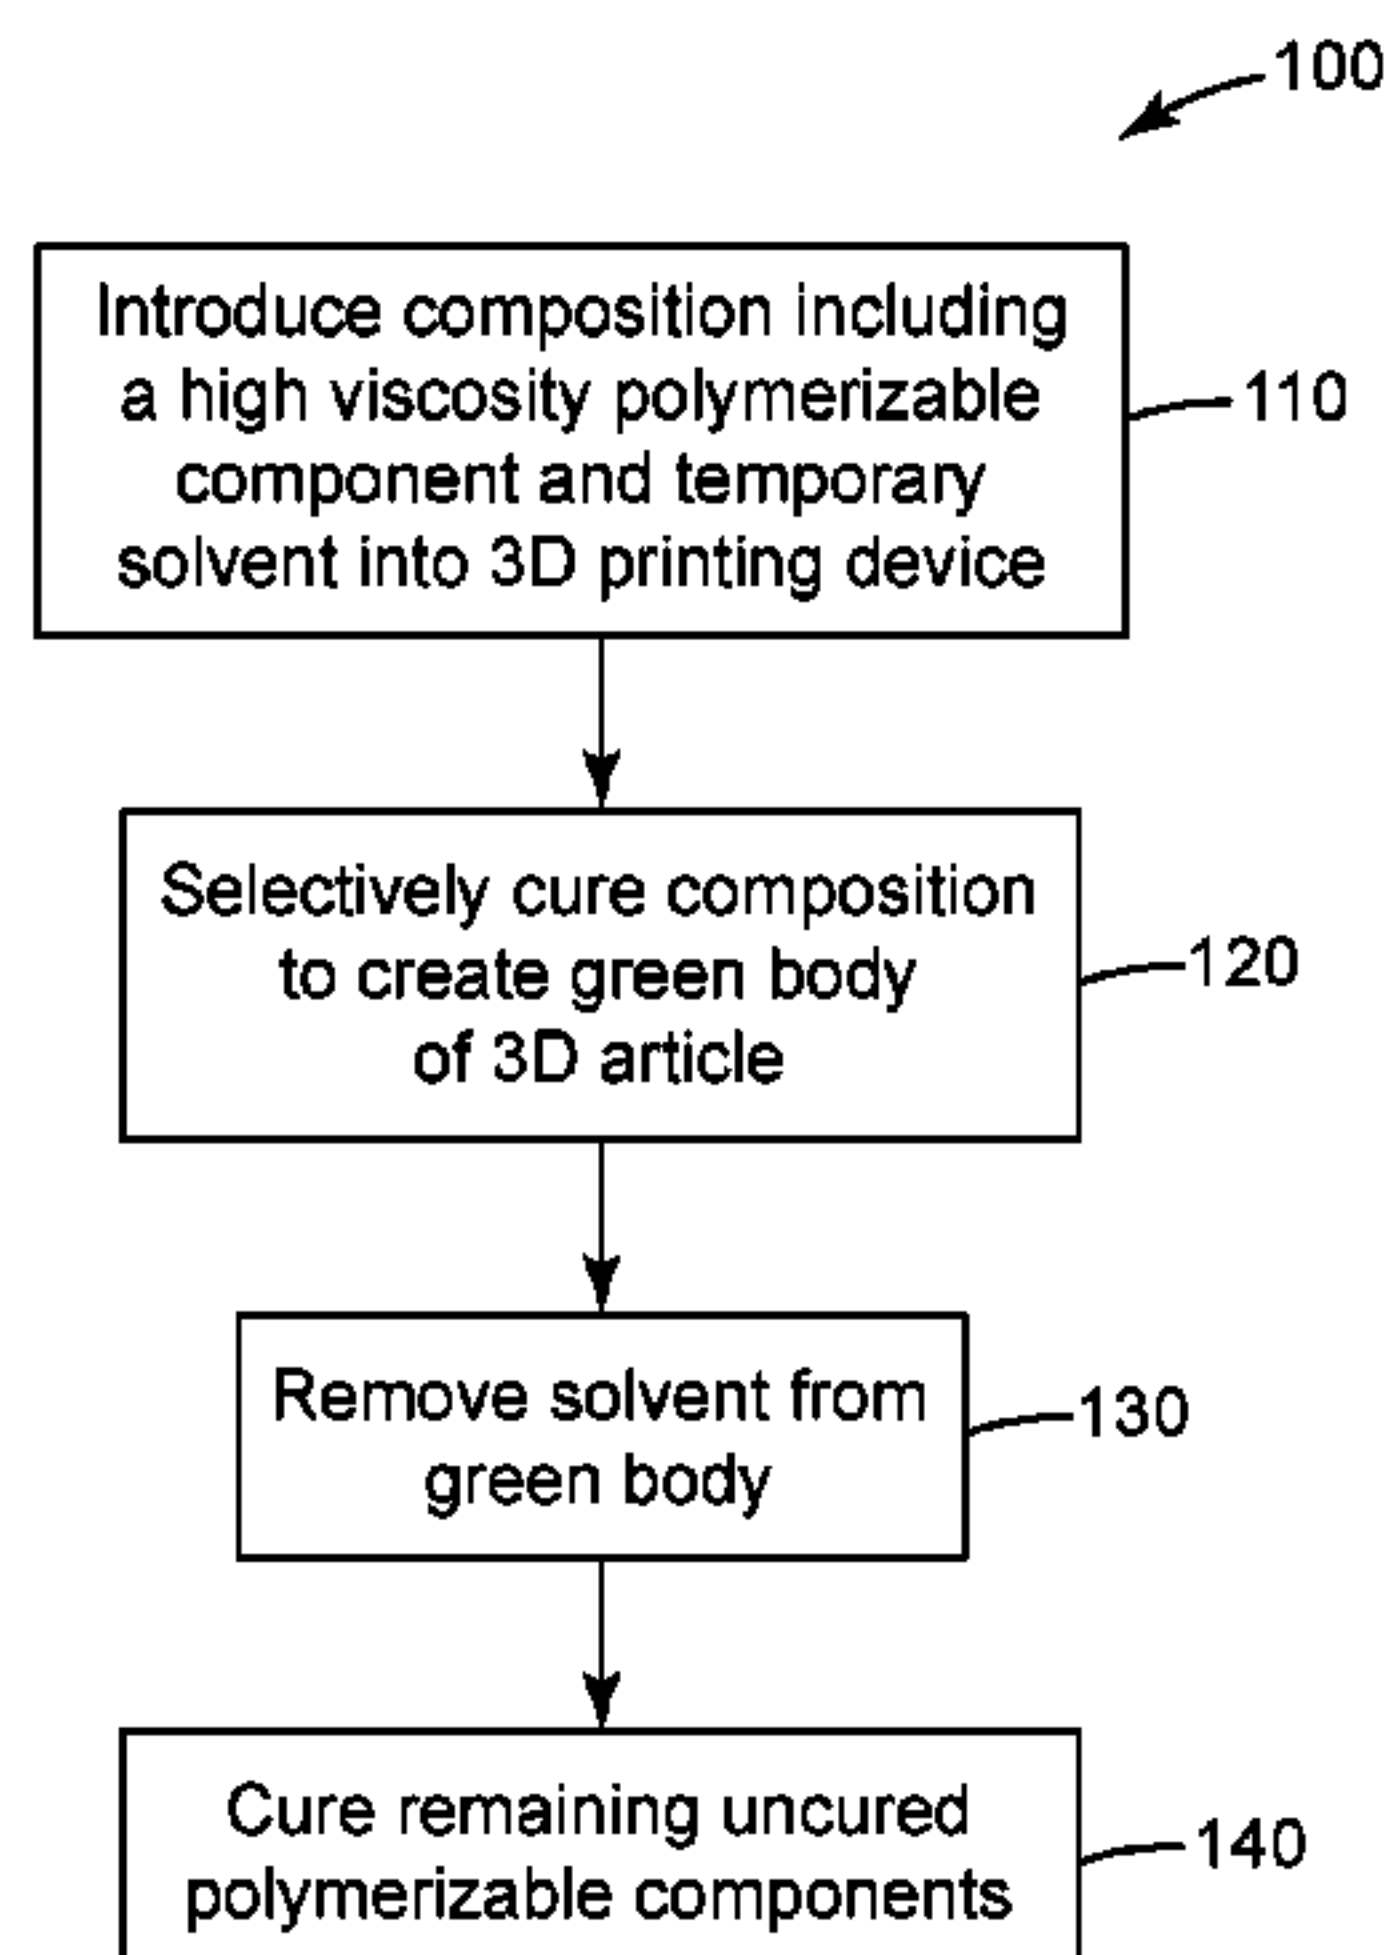 100
Introduce composition including
a high viscosity polymerizable
component and temporary
solvent into 3D printing device
110
Selectively cure composition
to create green body
of 3D article
120
Remove solvent from
green body
130
Cure remaining uncured
polymerizable components
140